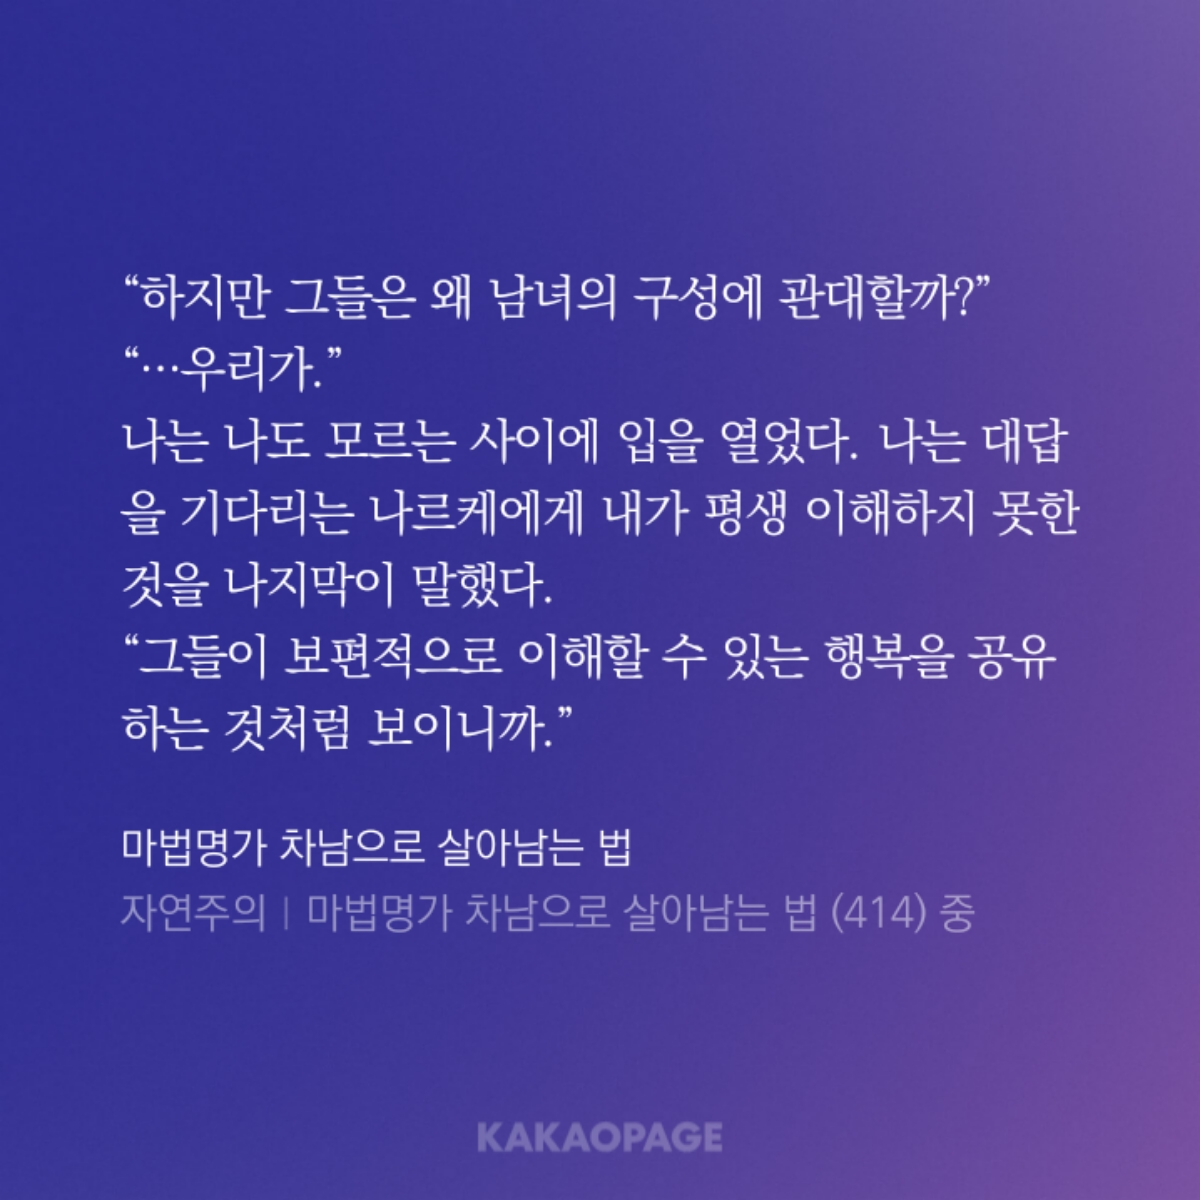 “하지만 그들은 왜 남녀의 구성에 관대할까?”
“…우리가.”
나는 나도 모르는 사이에 입을 열었다. 나는 대답
을 기다리는 나르케에게 내가 평생 이해하지 못한
것을 나지막이 말했다.
“그들이 보편적으로 이해할 수 있는 행복을 공유
하는 것처럼 보이니까.”
마법명가 차남으로 살아남는 법
자연주의 | 마법명가 차남으로 살아남는 법 (414) 중
KAKAOPAGE